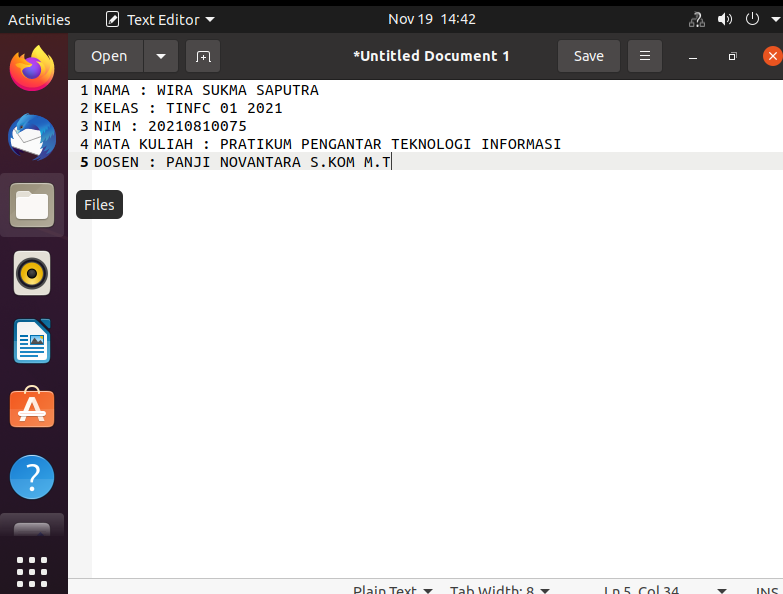 Activities Text Editor Nov 19 14:42
Open *Untitled Document 1 Save
1 NAMA : WIRA SUKMA SAPUTRA
2 KELAS : TINFC 01 2021
3 NIM : 20210810075
4 MATA KULIAH : PRATIKUM PENGANTAR TEKNOLOGI INFORMASI
5 DOSEN : PANJI NOVANTARA S.KOM M.T
Files
Plain Text Tab Width: 8 Ln 5, Col 34 INS